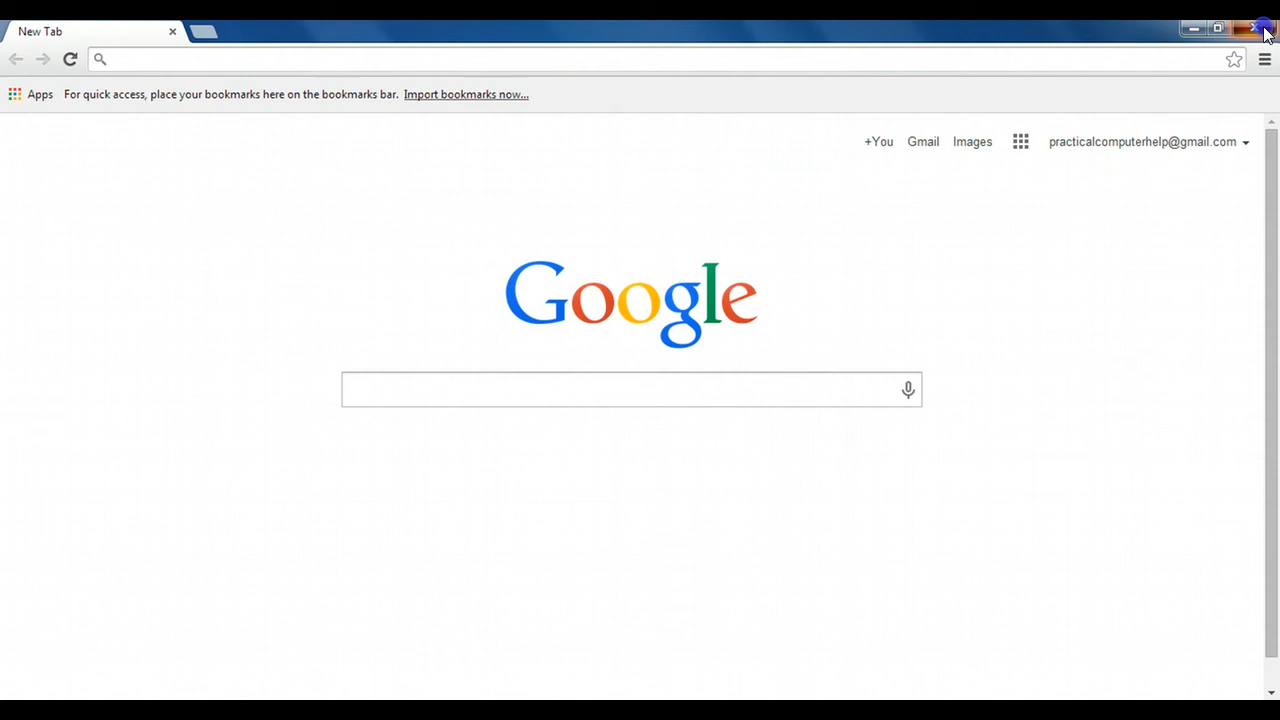 New Tab
Apps For quick access, place your bookmarks here on the bookmarks bar. Import bookmarks now...
+You Gmail Images practicalcomputerhelp@gmail.com
Google